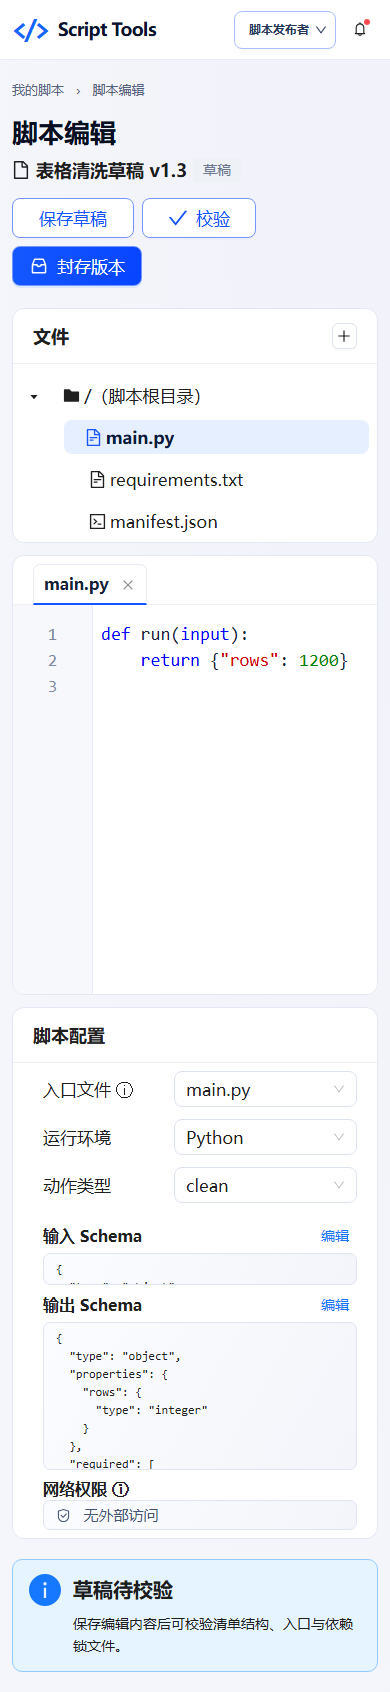 </> Script Tools
脚本发布者
我的脚本 › 脚本编辑
脚本编辑
表格清洗草稿 v1.3 草稿
保存草稿 校验
封存版本
文件
/（脚本根目录）
main.py
requirements.txt
manifest.json
main.py ×
1 def run(input):
2     return {"rows": 1200}
3
脚本配置
入口文件 main.py
运行环境 Python
动作类型 clean
输入 Schema 编辑
{
输出 Schema 编辑
{
  "type": "object",
  "properties": {
    "rows": {
      "type": "integer"
    }
  },
  "required": [
网络权限
无外部访问
草稿待校验
保存编辑内容后可校验清单结构、入口与依赖
锁文件。